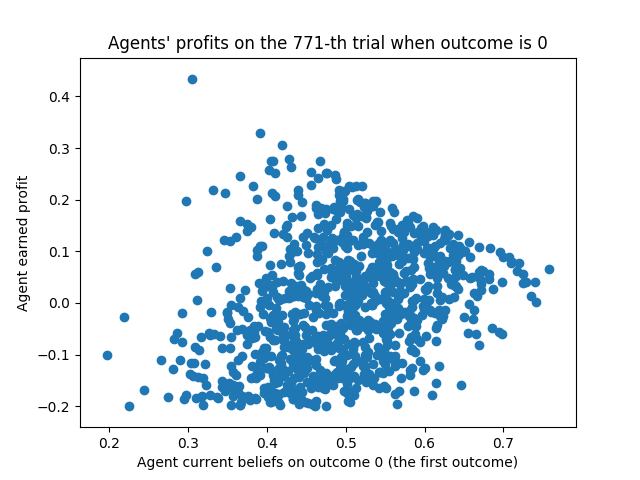 Agents' profits on the 771-th trial when outcome is 0
Agent earned profit
0.4
0.3
0.2
0.1
0.0
−0.1
−0.2
0.2 0.3 0.4 0.5 0.6 0.7
Agent current beliefs on outcome 0 (the first outcome)